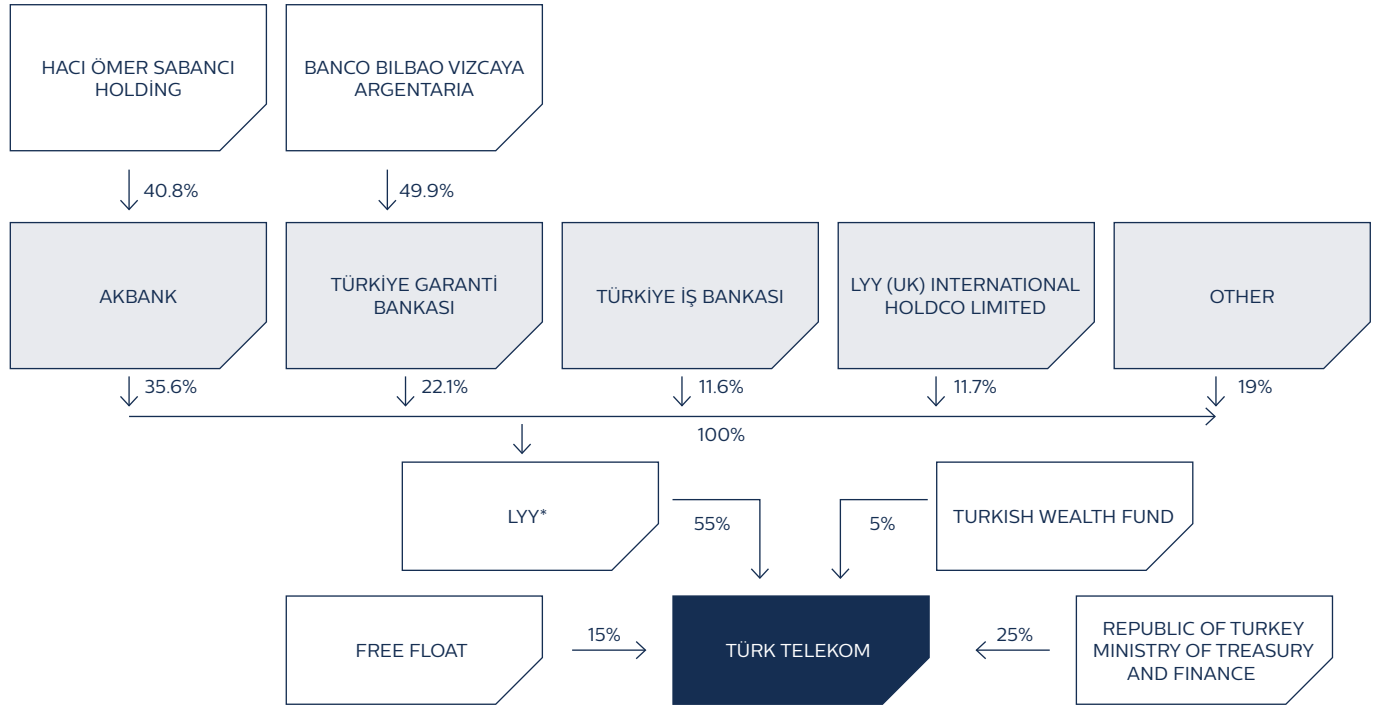 HACI ÖMER SABANCI
HOLDİNG
BANCO BILBAO VIZCAYA
ARGENTARIA
40.8%
49.9%
AKBANK
TÜRKİYE GARANTİ
BANKASI
TÜRKİYE İŞ BANKASI
LYY (UK) INTERNATIONAL
HOLDCO LIMITED
OTHER
35.6%
22.1%
11.6%
11.7%
19%
100%
LYY*
55%
5%
TURKISH WEALTH FUND
FREE FLOAT
15%
TÜRK TELEKOM
25%
REPUBLIC OF TURKEY
MINISTRY OF TREASURY
AND FINANCE